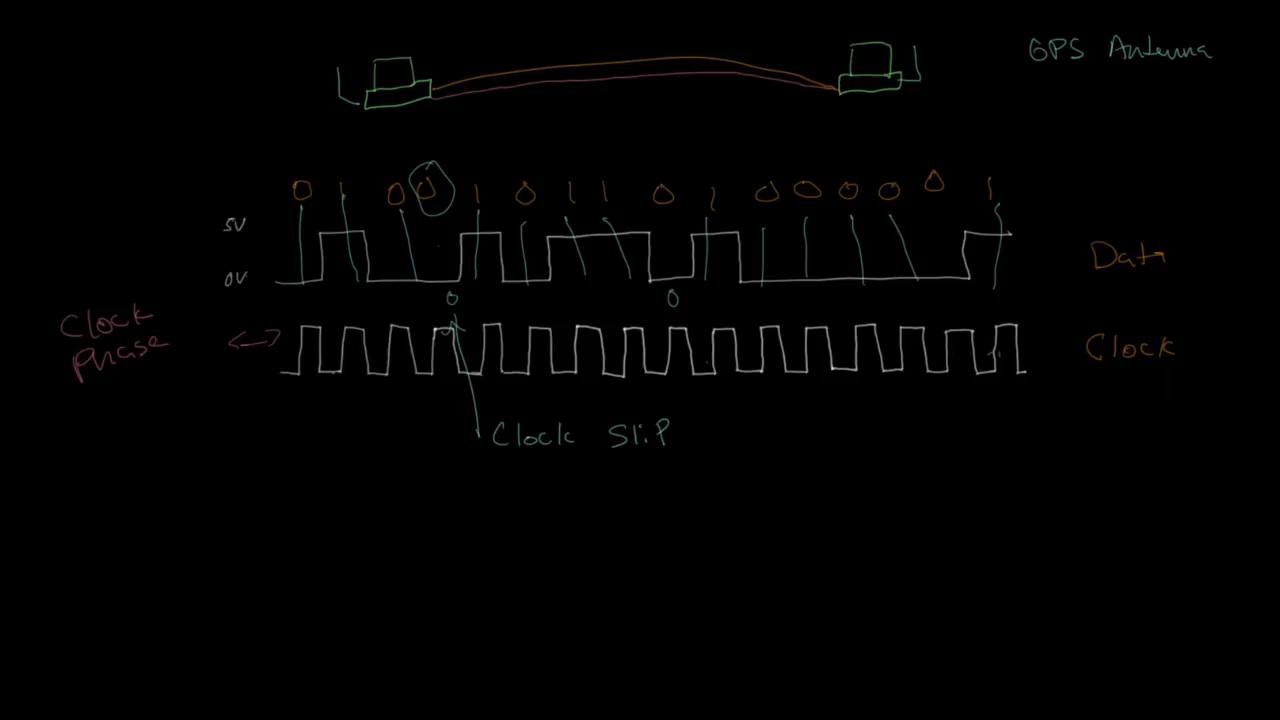 GPS Antenna
0 1 0 0 1 0 1 1 0 1 0 0 0 0 0 1
5V
0V
Data
0 0
Clock
Phase
Clock
Clock Slip